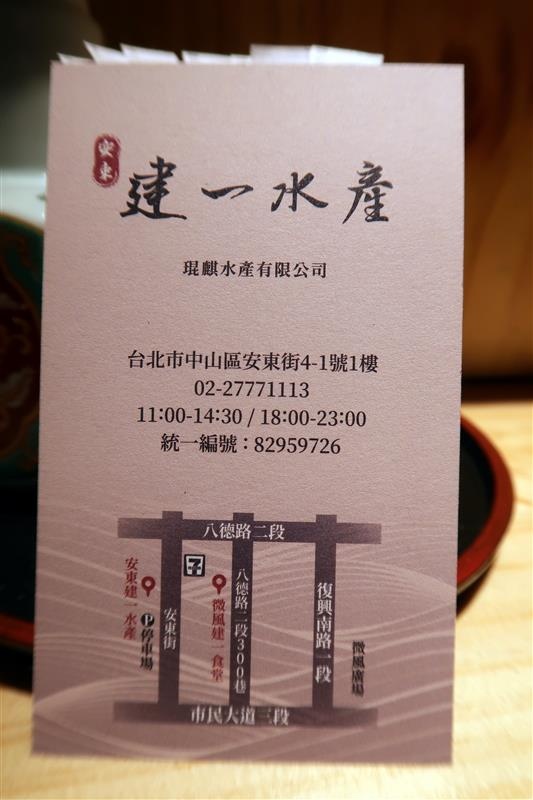 安東
建一水產
琨麒水產有限公司
台北市中山區安東街4-1號1樓
02-27771113
11:00-14:30 / 18:00-23:00
統一編號：82959726
八德路二段
7
安東建一水產
P停車場
安東街
微風建一食堂
八德路二段300巷
復興南路一段
微風廣場
市民大道三段